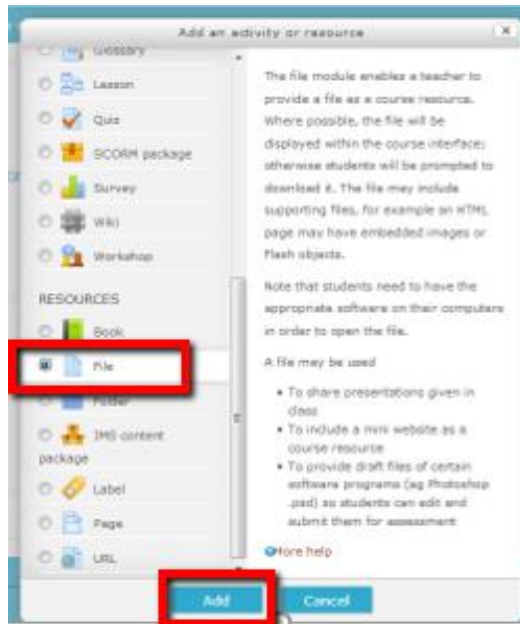 Add an activity or resource
Glossary
Lesson
Quiz
SCORM package
Survey
Wiki
Workshop
RESOURCES
Book
File
Folder
IMS content
package
Label
Page
URL
The file module enables a teacher to
provide a file as a course resource.
Where possible, the file will be
displayed within the course interface;
otherwise students will be prompted to
download it. The file may include
supporting files, for example an HTML
page may have embedded images or
Flash objects.
Note that students need to have the
appropriate software on their computers
in order to open the file.
A file may be used
• To share presentations given in
class
• To include a mini website as a
course resource
• To provide draft files of certain
software programs (eg Photoshop
.psd) so students can edit and
submit them for assessment
More help
Add
Cancel